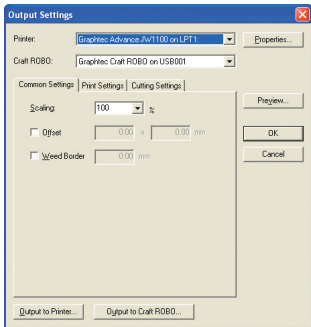 Output Settings
Printer: Graphtec Advance JW1100 on LPT1: Properties...
Craft ROBO: Graphtec Craft ROBO on USB001
Common Settings Print Settings Cutting Settings
Scaling: 100 % Preview...
Offset 0.00 x 0.00 mm OK
Weed Border 0.00 mm Cancel
Output to Printer... Output to Craft ROBO...